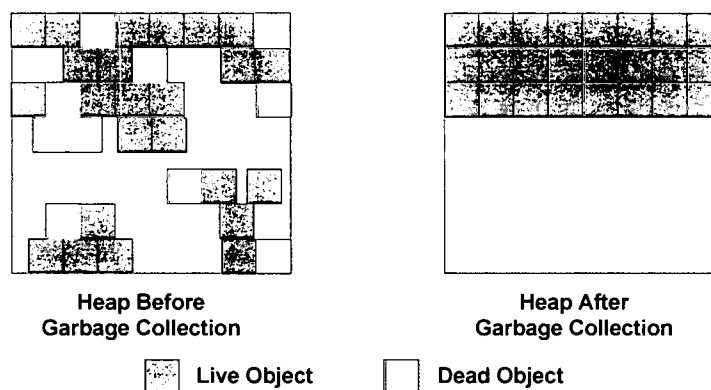 Heap Before
Garbage Collection
Heap After
Garbage Collection
Live Object
Dead Object